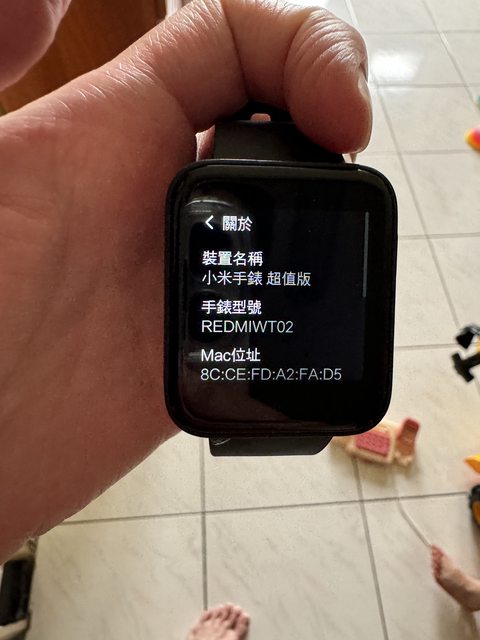 關於
裝置名稱
小米手錶 超值版
手錶型號
REDMIWT02
Mac位址
8C:CE:FD:A2:FA:D5